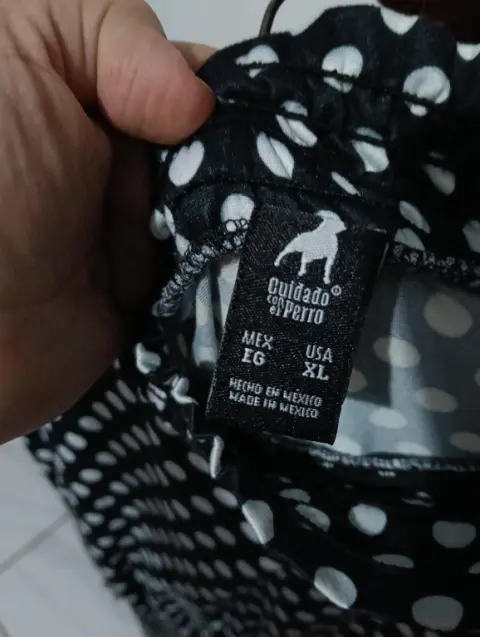 Cuidado®
con
el Perro
MEX USA
EG XL
HECHO EN MÉXICO
MADE IN MEXICO